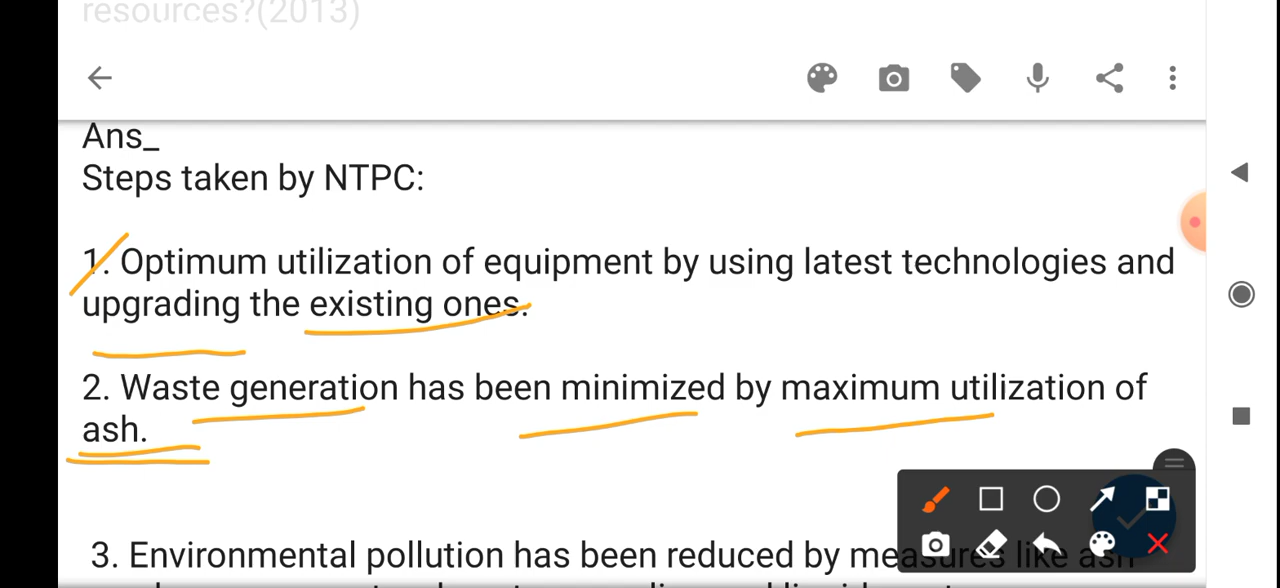 resources?(2013)
Ans_
Steps taken by NTPC:
1. Optimum utilization of equipment by using latest technologies and
upgrading the existing ones.
2. Waste generation has been minimized by maximum utilization of
ash.
3. Environmental pollution has been reduced by measures like ash